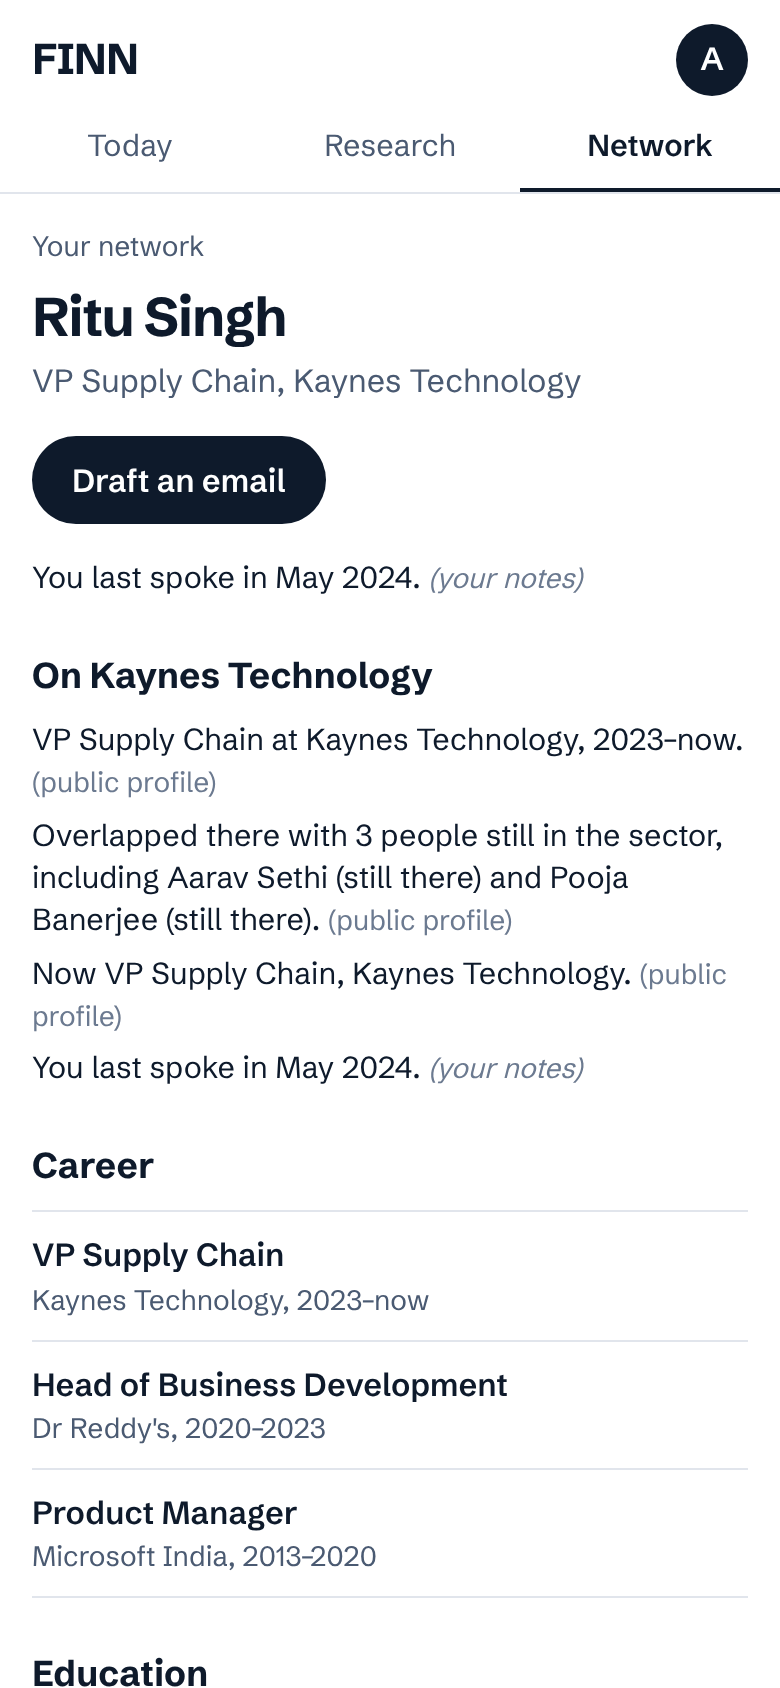 FINN
A
Today
Research
Network
Your network
Ritu Singh
VP Supply Chain, Kaynes Technology
Draft an email
You last spoke in May 2024. (your notes)
On Kaynes Technology
VP Supply Chain at Kaynes Technology, 2023–now.
(public profile)
Overlapped there with 3 people still in the sector,
including Aarav Sethi (still there) and Pooja
Banerjee (still there). (public profile)
Now VP Supply Chain, Kaynes Technology. (public
profile)
You last spoke in May 2024. (your notes)
Career
VP Supply Chain
Kaynes Technology, 2023–now
Head of Business Development
Dr Reddy's, 2020–2023
Product Manager
Microsoft India, 2013–2020
Education